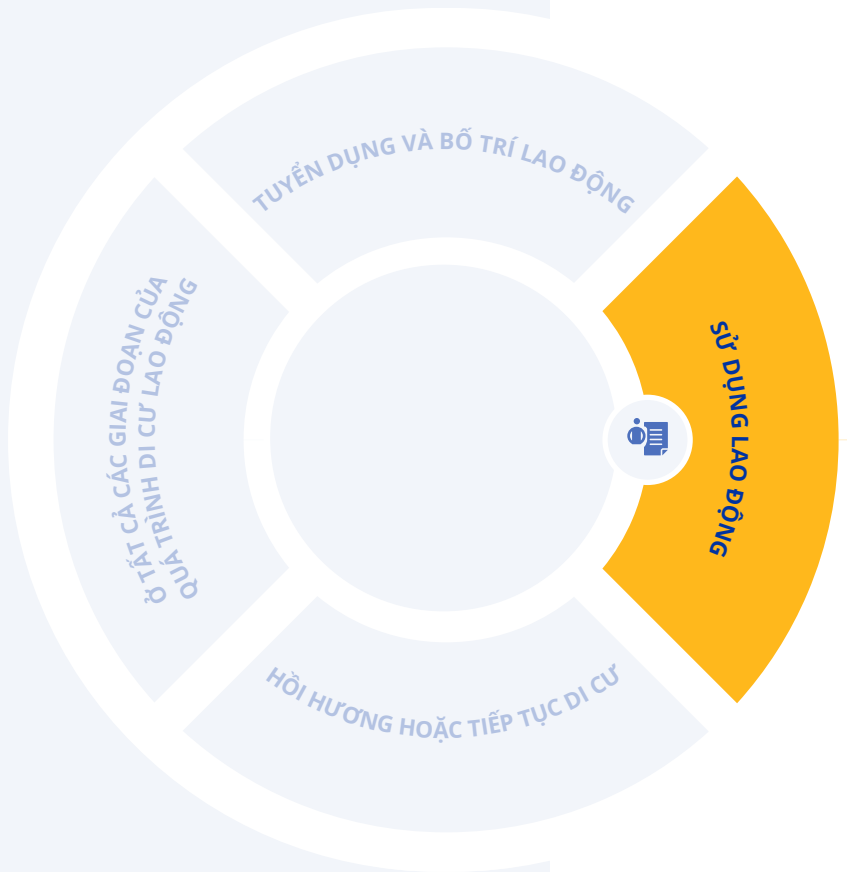 TUYỂN DỤNG VÀ BỐ TRÍ LAO ĐỘNG
SỬ DỤNG LAO ĐỘNG
HỒI HƯƠNG HOẶC TIẾP TỤC DI CƯ
Ở TẤT CẢ CÁC GIAI ĐOẠN CỦA
QUÁ TRÌNH DI CƯ LAO ĐỘNG